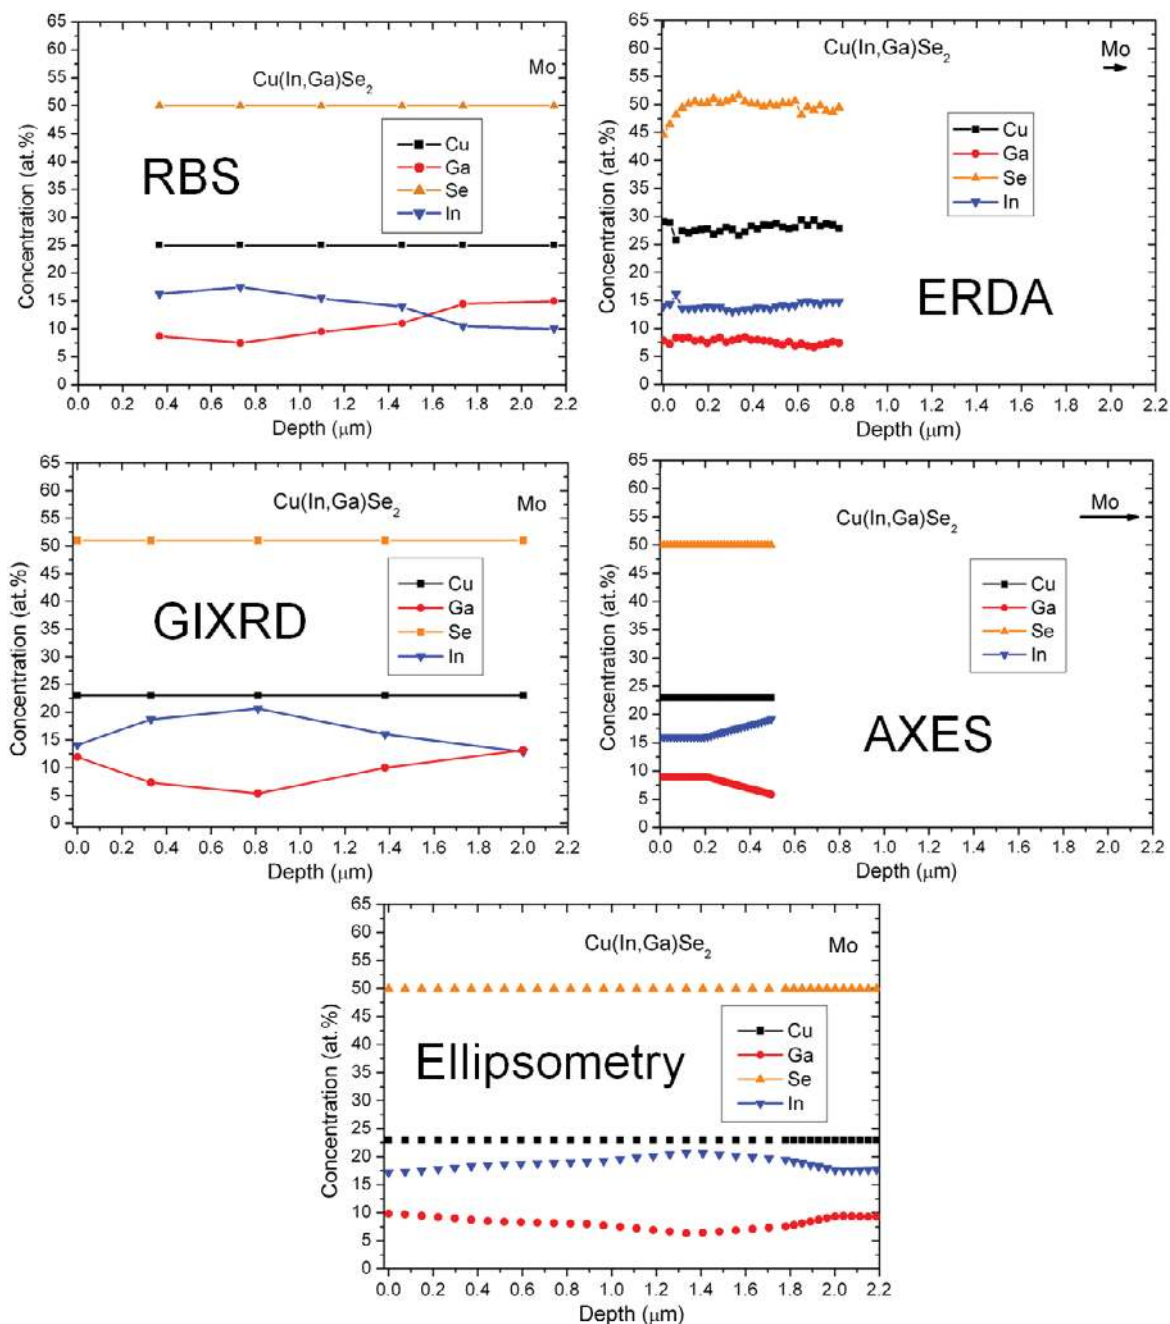 65
60
55
50
45
40
35
30
25
20
15
10
5
0
Concentration (at.%)
Cu(In,Ga)Se2
Mo
RBS
Cu
Ga
Se
In
0.0 0.2 0.4 0.6 0.8 1.0 1.2 1.4 1.6 1.8 2.0 2.2
Depth (μm)
65
60
55
50
45
40
35
30
25
20
15
10
5
0
Concentration (at.%)
Cu(In,Ga)Se2
Mo
Cu
Ga
Se
In
ERDA
0.0 0.2 0.4 0.6 0.8 1.0 1.2 1.4 1.6 1.8 2.0 2.2
Depth (μm)
65
60
55
50
45
40
35
30
25
20
15
10
5
0
Concentration (at.%)
Cu(In,Ga)Se2
Mo
GIXRD
Cu
Ga
Se
In
0.0 0.2 0.4 0.6 0.8 1.0 1.2 1.4 1.6 1.8 2.0 2.2
Depth (μm)
65
60
55
50
45
40
35
30
25
20
15
10
5
0
Concentration (at.%)
Cu(In,Ga)Se2
Mo
Cu
Ga
Se
In
AXES
0.0 0.2 0.4 0.6 0.8 1.0 1.2 1.4 1.6 1.8 2.0 2.2
Depth (μm)
65
60
55
50
45
40
35
30
25
20
15
10
5
0
Concentration (at.%)
Cu(In,Ga)Se2
Mo
Ellipsometry
Cu
Ga
Se
In
0.0 0.2 0.4 0.6 0.8 1.0 1.2 1.4 1.6 1.8 2.0 2.2
Depth (μm)